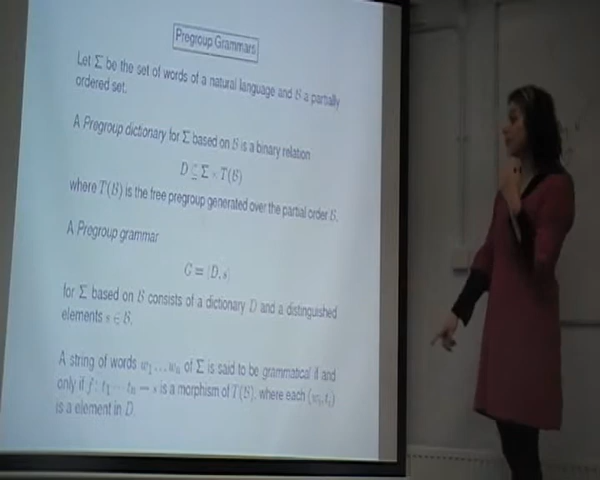 Pregroup Grammars
Let Σ be the set of words of a natural language and B a partially
ordered set.
A Pregroup dictionary for Σ based on B is a binary relation
D ⊆ Σ × T(B)
where T(B) is the free pregroup generated over the partial order B.
A Pregroup grammar
G = ⟨D, s⟩
for Σ based on B consists of a dictionary D and a distinguished
elements s ∈ B.
A string of words w₁ … wₙ of Σ is said to be grammatical if and
only if f: t₁ ⋯ tₙ → s is a morphism of T(B), where each (wᵢ, tᵢ)
is a element in D.